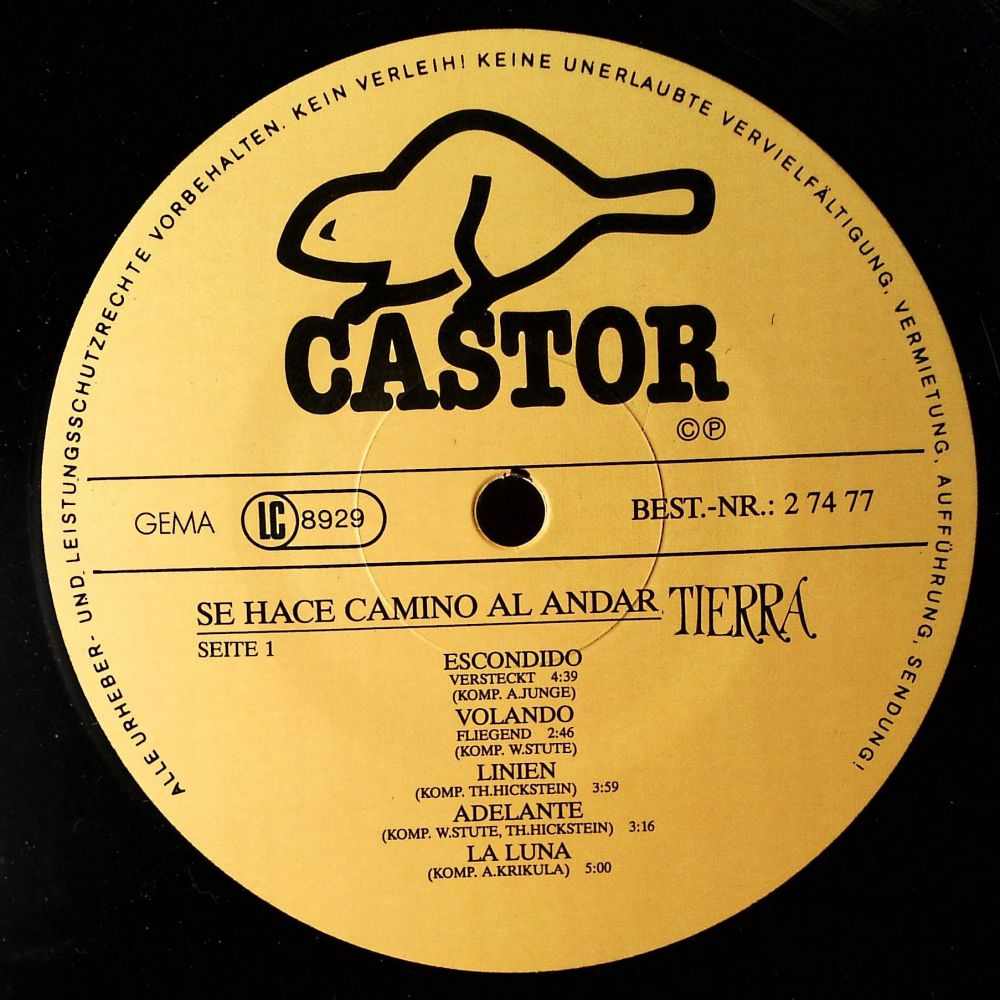 ALLE URHEBER- UND LEISTUNGSSCHUTZRECHTE VORBEHALTEN. KEIN VERLEIH! KEINE UNERLAUBTE VERVIELFÄLTIGUNG, VERMIETUNG, AUFFÜHRUNG, SENDUNG!
CASTOR
©℗
GEMA LC 8929 BEST.-NR.: 2 74 77
SE HACE CAMINO AL ANDAR TIERRA
SEITE 1
ESCONDIDO
VERSTECKT 4:39
(KOMP. A.JUNGE)
VOLANDO
FLIEGEND 2:46
(KOMP. W.STUTE)
LINIEN
(KOMP. TH.HICKSTEIN) 3:59
ADELANTE
(KOMP. W.STUTE, TH.HICKSTEIN) 3:16
LA LUNA
(KOMP. A.KRIKULA) 5:00